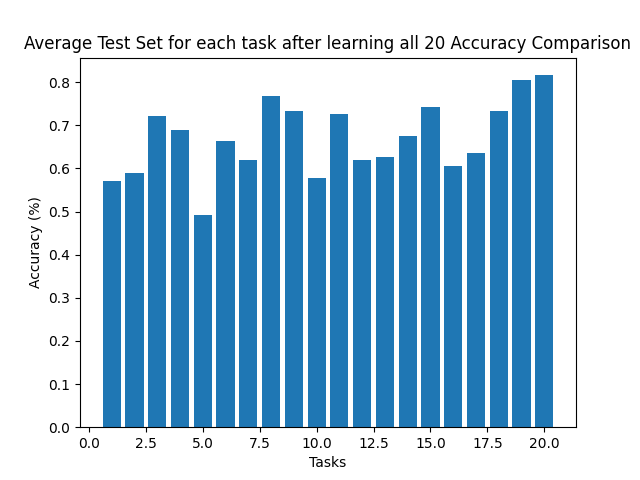 Average Test Set for each task after learning all 20 Accuracy Comparison
Accuracy (%)
0.8
0.7
0.6
0.5
0.4
0.3
0.2
0.1
0.0
0.0 2.5 5.0 7.5 10.0 12.5 15.0 17.5 20.0
Tasks